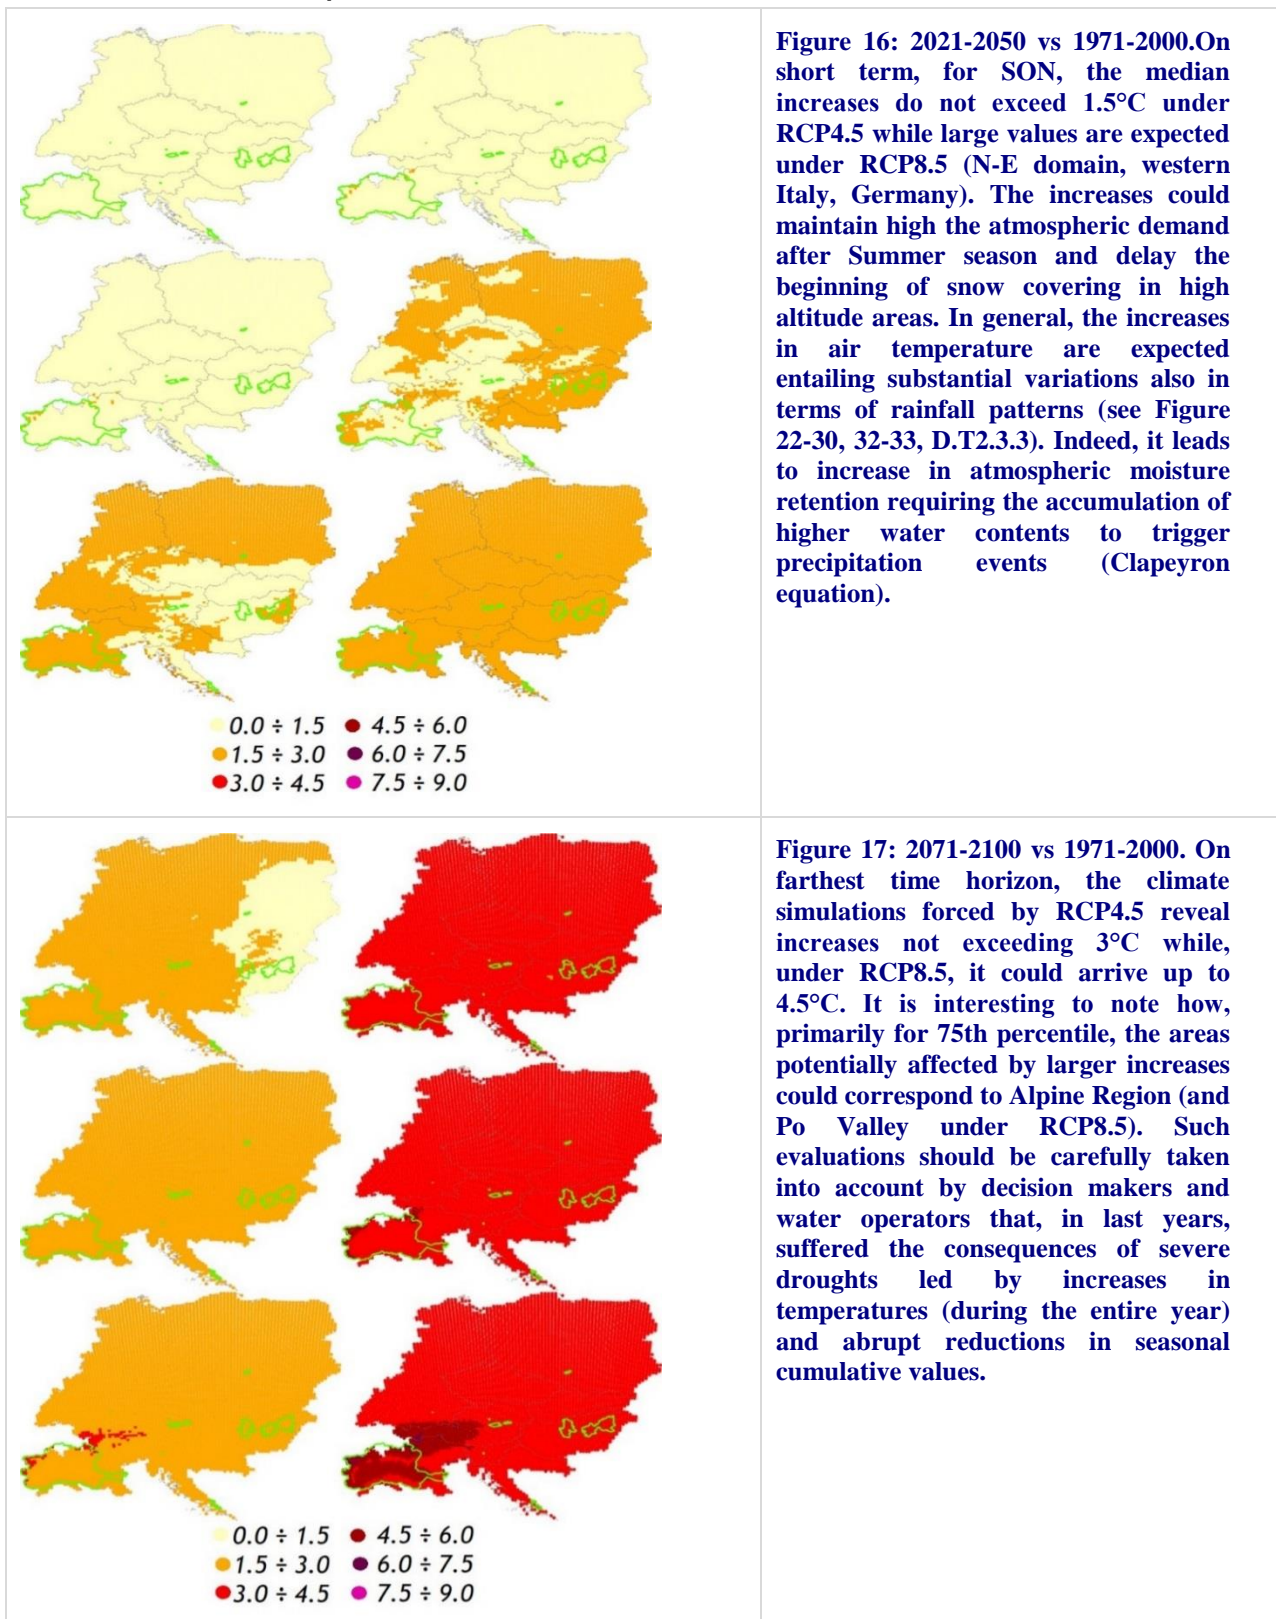 Figure 16: 2021-2050 vs 1971-2000.On
short term, for SON, the median
increases do not exceed 1.5°C under
RCP4.5 while large values are expected
under RCP8.5 (N-E domain, western
Italy, Germany). The increases could
maintain high the atmospheric demand
after Summer season and delay the
beginning of snow covering in high
altitude areas. In general, the increases
in air temperature are expected
entailing substantial variations also in
terms of rainfall patterns (see Figure
22-30, 32-33, D.T2.3.3). Indeed, it leads
to increase in atmospheric moisture
retention requiring the accumulation of
higher water contents to trigger
precipitation events (Clapeyron
equation).
0.0 ÷ 1.5 4.5 ÷ 6.0
1.5 ÷ 3.0 6.0 ÷ 7.5
3.0 ÷ 4.5 7.5 ÷ 9.0
Figure 17: 2071-2100 vs 1971-2000. On
farthest time horizon, the climate
simulations forced by RCP4.5 reveal
increases not exceeding 3°C while,
under RCP8.5, it could arrive up to
4.5°C. It is interesting to note how,
primarily for 75th percentile, the areas
potentially affected by larger increases
could correspond to Alpine Region (and
Po Valley under RCP8.5). Such
evaluations should be carefully taken
into account by decision makers and
water operators that, in last years,
suffered the consequences of severe
droughts led by increases in
temperatures (during the entire year)
and abrupt reductions in seasonal
cumulative values.
0.0 ÷ 1.5 4.5 ÷ 6.0
1.5 ÷ 3.0 6.0 ÷ 7.5
3.0 ÷ 4.5 7.5 ÷ 9.0